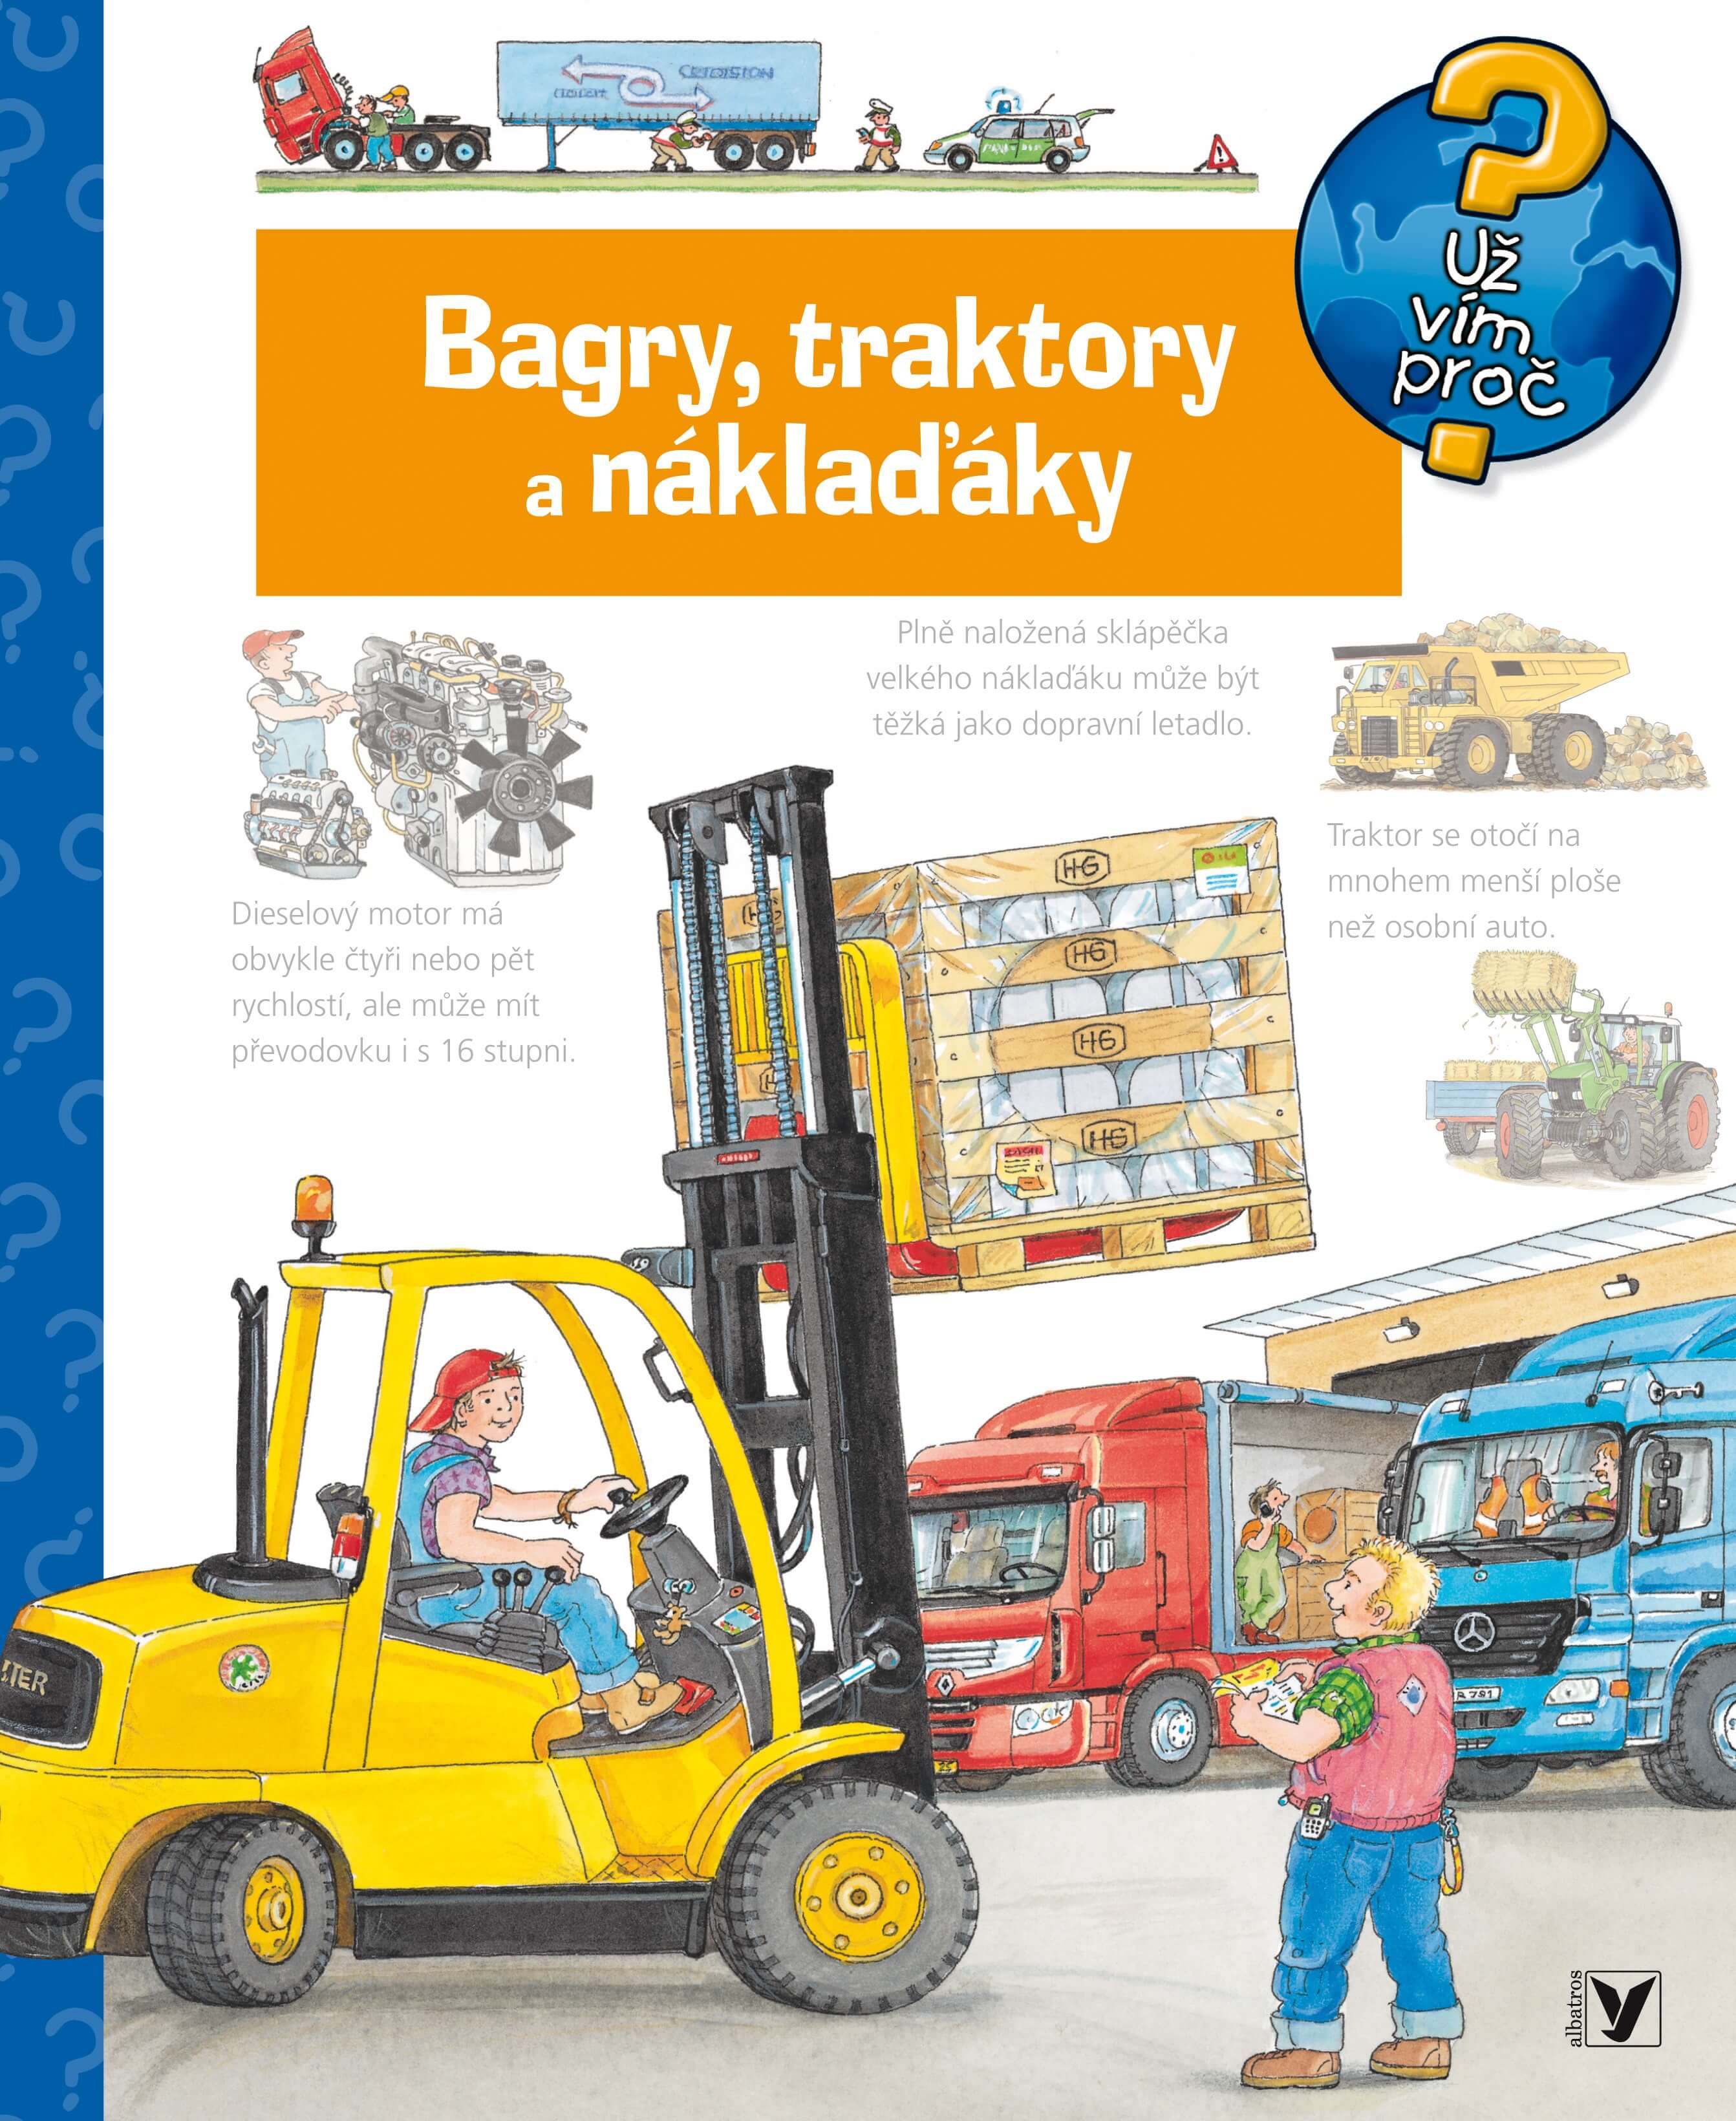 Už
vím
proč
Bagry, traktory
a náklaďáky
Plně naložená sklápěčka
velkého náklaďáku může být
těžká jako dopravní letadlo.
Dieselový motor má
obvykle čtyři nebo pět
rychlostí, ale může mít
převodovku i s 16 stupni.
Traktor se otočí na
mnohem menší ploše
než osobní auto.
HG
HG
HG
HG
albatros